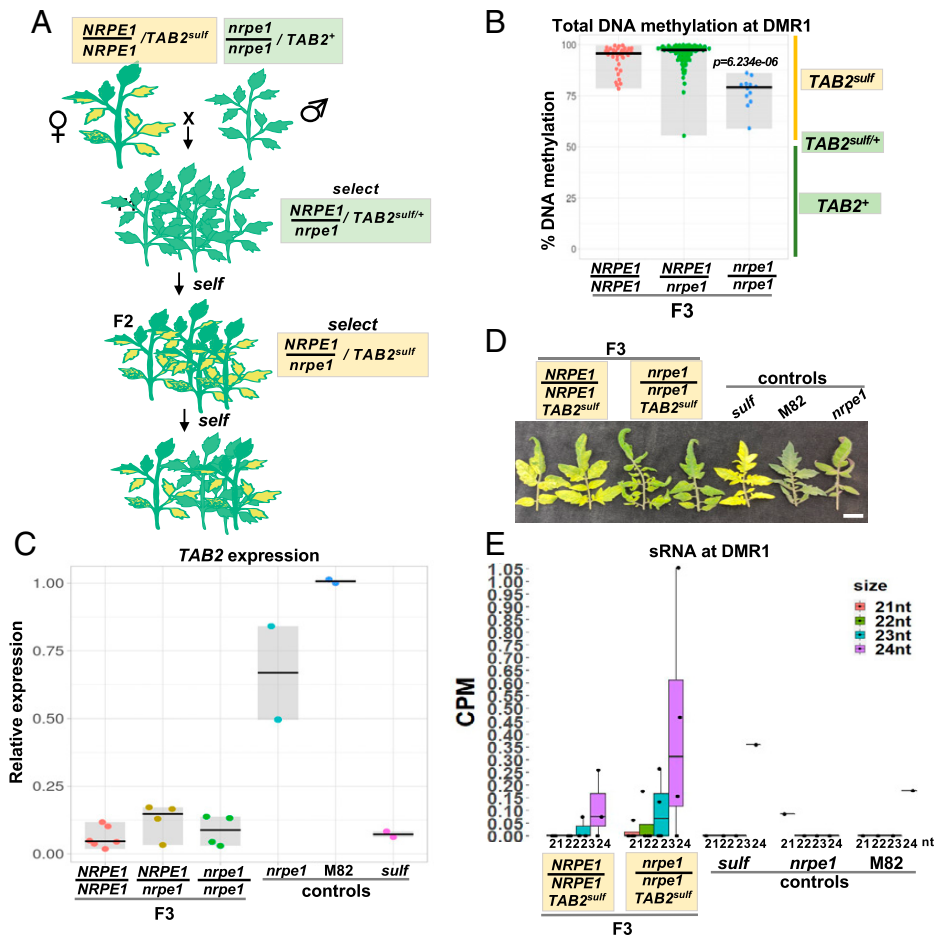 A
NRPE1
NRPE1 /TAB2sulf
nrpe1
nrpe1 / TAB2+
♀
X
♂
select
NRPE1
nrpe1 / TAB2sulf/+
self
F2
select
NRPE1
nrpe1 / TAB2sulf
self
B
Total DNA methylation at DMR1
% DNA methylation
100
75
50
25
0
p=6.234e-06
TAB2sulf
TAB2sulf/+
TAB2+
NRPE1 NRPE1 nrpe1
NRPE1 nrpe1 nrpe1
F3
C
TAB2 expression
Relative expression
1.00
0.75
0.50
0.25
0.00
NRPE1 NRPE1 nrpe1 nrpe1 M82 sulf
NRPE1 nrpe1 nrpe1 controls
F3
D
F3
NRPE1 nrpe1
NRPE1 nrpe1
TAB2sulf TAB2sulf
controls
sulf M82 nrpe1
E
sRNA at DMR1
CPM
1.05
1.00
0.95
0.90
0.85
0.80
0.75
0.70
0.65
0.60
0.55
0.50
0.45
0.40
0.35
0.30
0.25
0.20
0.15
0.10
0.05
0.00
size
21nt
22nt
23nt
24nt
21222324 21222324 21222324 21222324 21222324 nt
NRPE1 nrpe1 sulf nrpe1 M82
NRPE1 nrpe1 controls
TAB2sulf TAB2sulf
F3